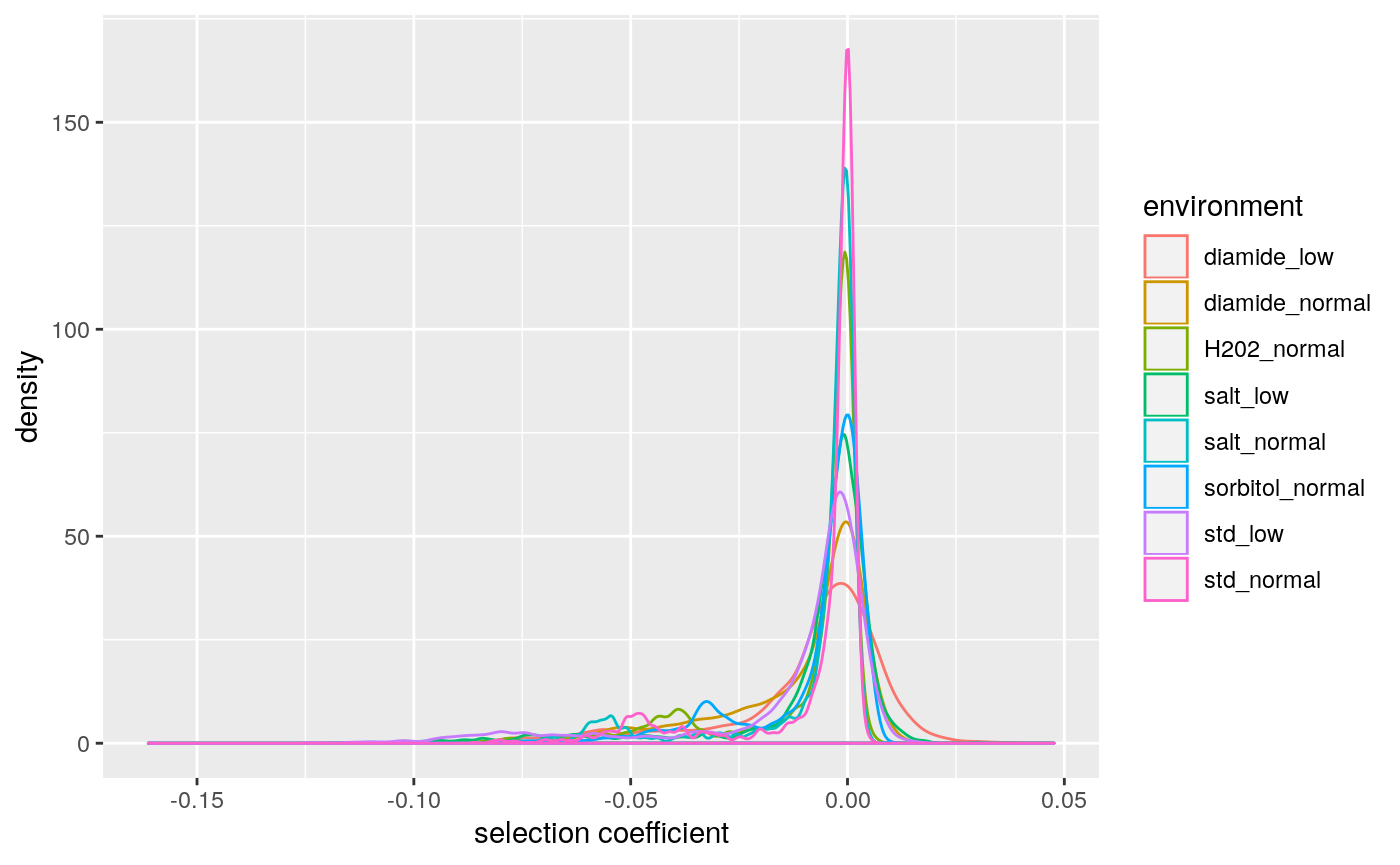 density
150
100
50
0
-0.15
-0.10
-0.05
0.00
0.05
selection coefficient
environment
diamide_low
diamide_normal
H202_normal
salt_low
salt_normal
sorbitol_normal
std_low
std_normal